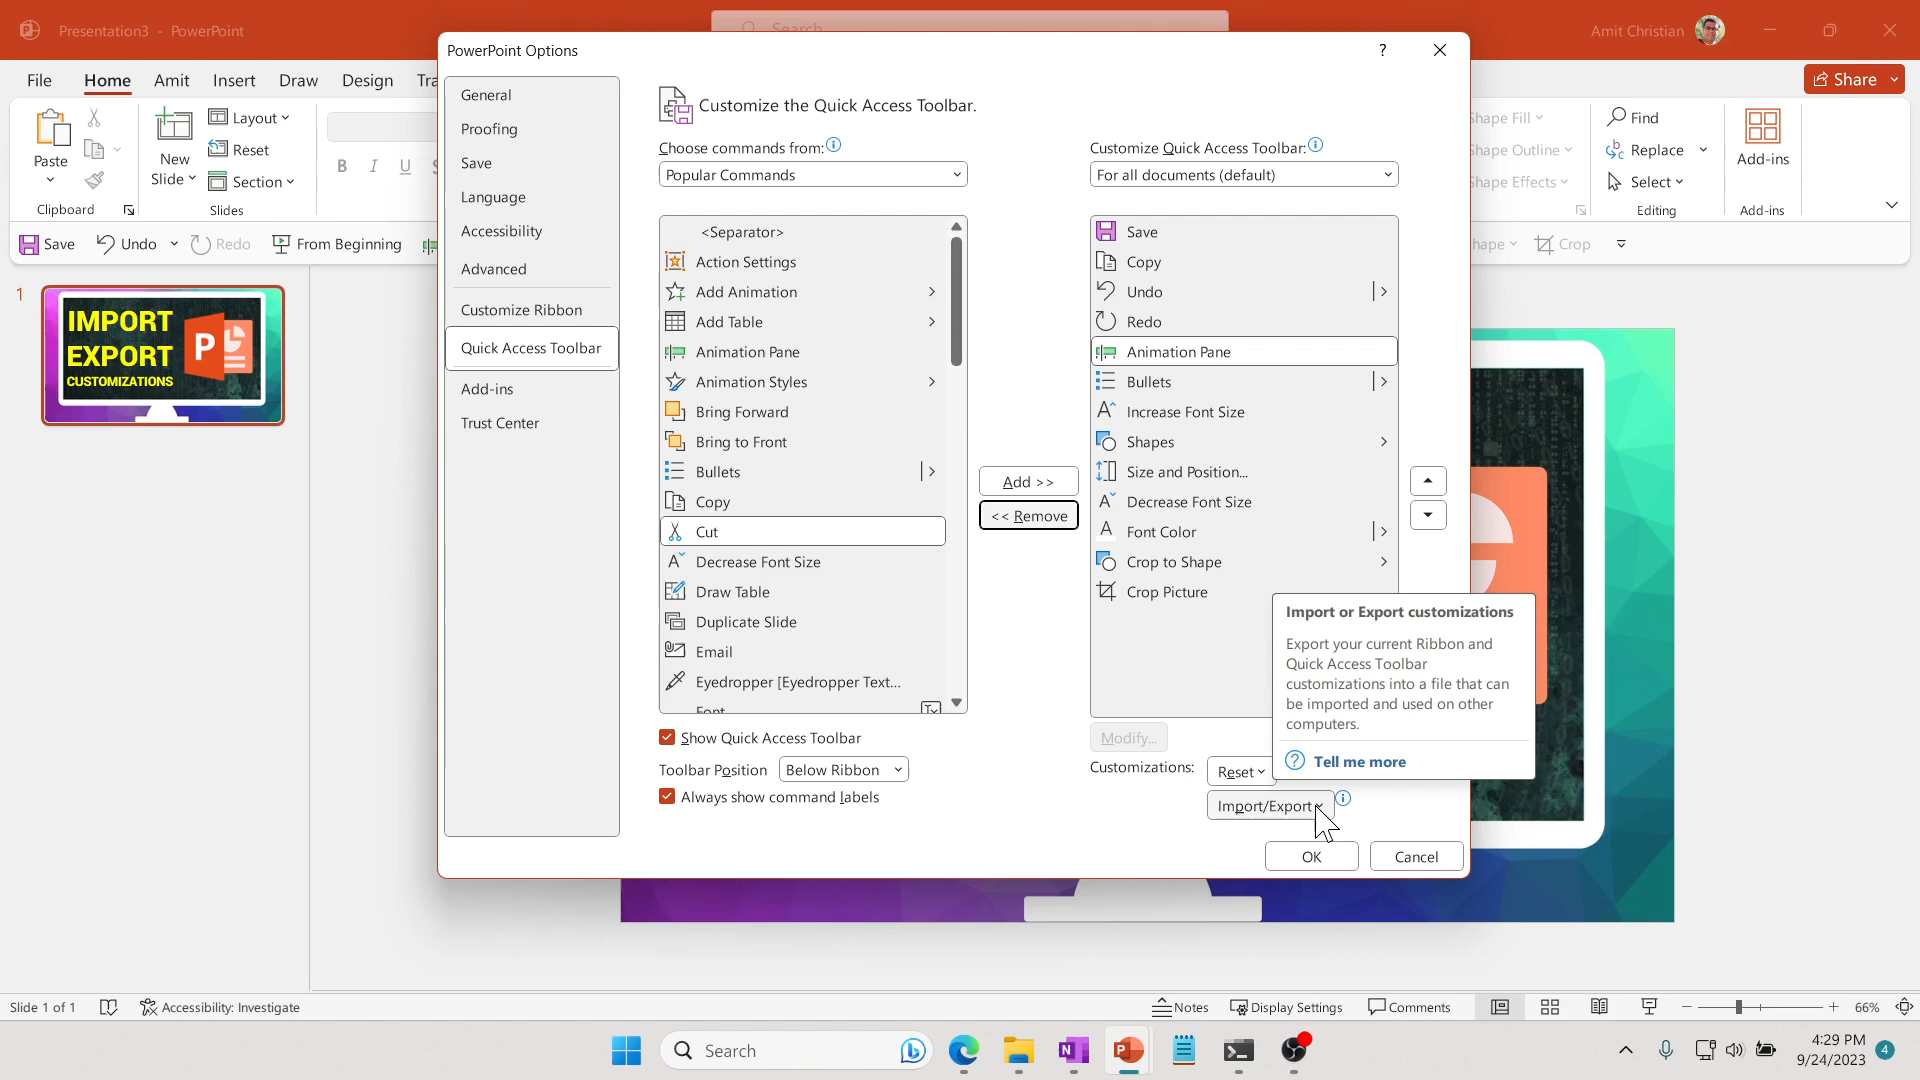 Presentation3 - PowerPoint
Search
Amit Christian
File
Home
Amit
Insert
Draw
Design
Share
Paste
New
Slide
Layout
Reset
Section
B
I
U
Clipboard
Slides
Shape Fill
Shape Outline
Shape Effects
Find
Replace
Select
Editing
Add-ins
Add-ins
Save
Undo
Redo
From Beginning
Crop
1
IMPORT
EXPORT
CUSTOMIZATIONS
P
PowerPoint Options
?
General
Proofing
Save
Language
Accessibility
Advanced
Customize Ribbon
Quick Access Toolbar
Add-ins
Trust Center
Customize the Quick Access Toolbar.
Choose commands from:
Popular Commands
<Separator>
Action Settings
Add Animation
Add Table
Animation Pane
Animation Styles
Bring Forward
Bring to Front
Bullets
Copy
Cut
Decrease Font Size
Draw Table
Duplicate Slide
Email
Eyedropper [Eyedropper Text...
Font
Add >>
<< Remove
Customize Quick Access Toolbar:
For all documents (default)
Save
Copy
Undo
Redo
Animation Pane
Bullets
Increase Font Size
Shapes
Size and Position...
Decrease Font Size
Font Color
Crop to Shape
Crop Picture
Modify...
Show Quick Access Toolbar
Toolbar Position
Below Ribbon
Always show command labels
Customizations:
Reset
Import/Export
OK
Cancel
Import or Export customizations
Export your current Ribbon and
Quick Access Toolbar
customizations into a file that can
be imported and used on other
computers.
Tell me more
Slide 1 of 1
Accessibility: Investigate
Notes
Display Settings
Comments
66%
Search
4:29 PM
9/24/2023
4